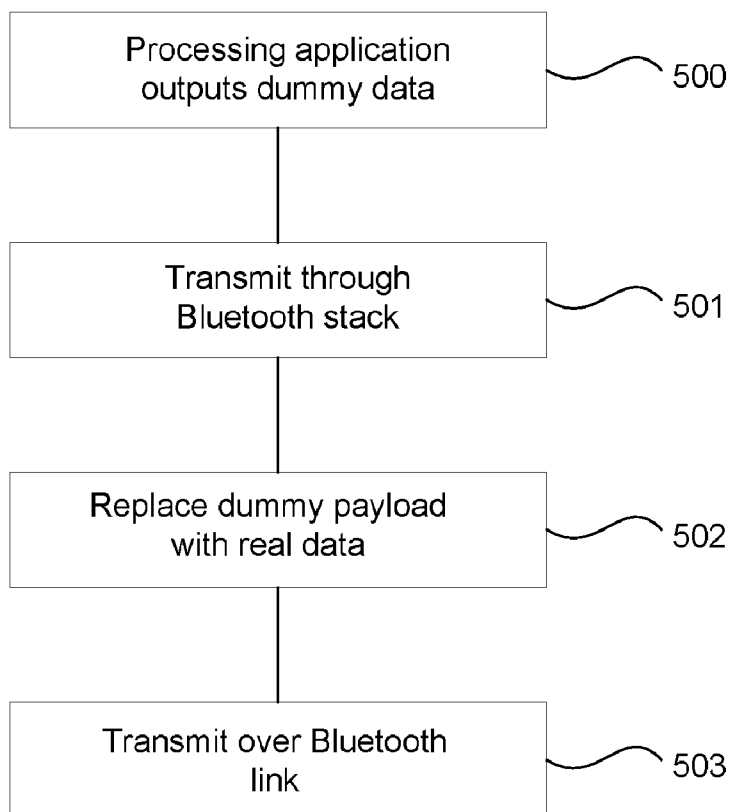 Processing application
outputs dummy data
500
Transmit through
Bluetooth stack
501
Replace dummy payload
with real data
502
Transmit over Bluetooth
link
503